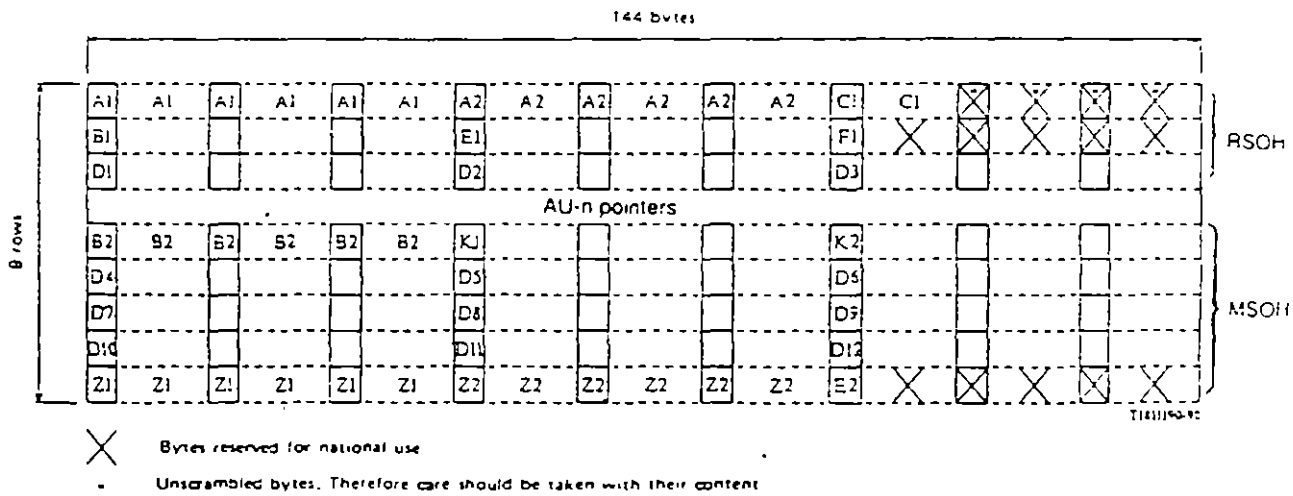 144 bytes
A1 A1 A1 A1 A1 A1 A2 A2 A2 A2 A2 A2 C1 C1
B1 E1 F1
RSOH
D1 D2 D3
AU-n pointers
9 rows
B2 B2 B2 B2 B2 B2 K1 K2
D4 D5 D6
D7 D8 D9
MSOH
D10 D11 D12
Z1 Z1 Z1 Z1 Z1 Z1 Z2 Z2 Z2 Z2 Z2 Z2 E2
Bytes reserved for national use
- Unscrambled bytes. Therefore care should be taken with their content